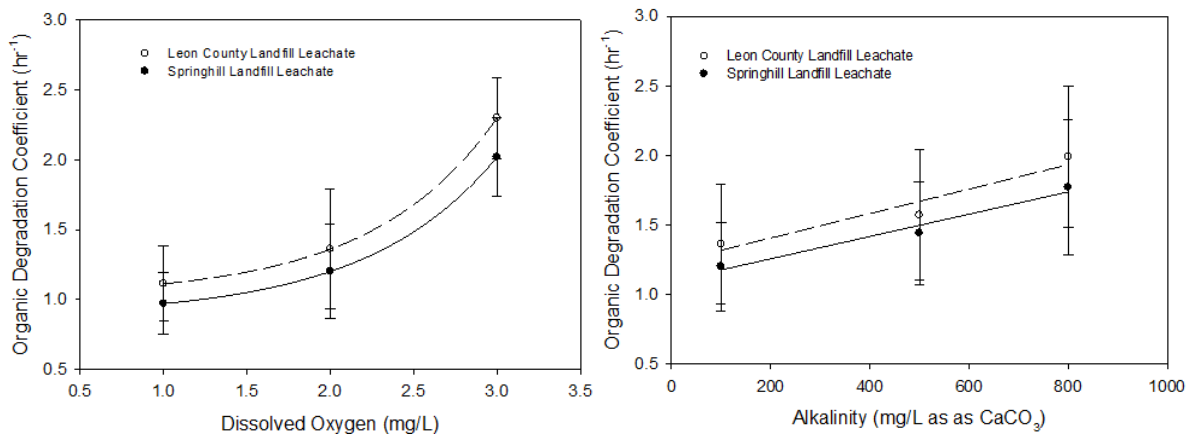 Organic Degradation Coefficient (hr⁻¹)
3.0
2.5
2.0
1.5
1.0
0.5
Leon County Landfill Leachate
Springhill Landfill Leachate
0.5 1.0 1.5 2.0 2.5 3.0 3.5
Dissolved Oxygen (mg/L)
Organic Degradation Coefficient (hr⁻¹)
3.0
2.5
2.0
1.5
1.0
0.5
Leon County Landfill Leachate
Springhill Landfill Leachate
0 200 400 600 800 1000
Alkalinity (mg/L as as CaCO₃)